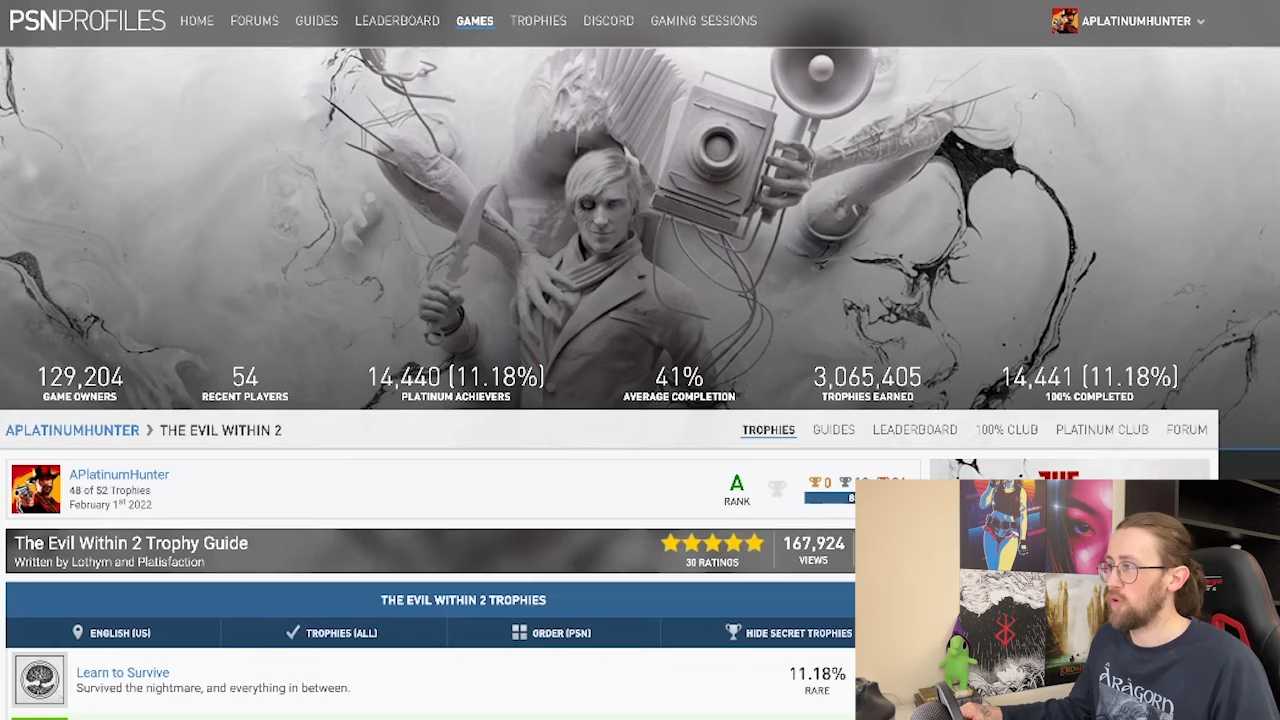 PSNPROFILES HOME FORUMS GUIDES LEADERBOARD GAMES TROPHIES DISCORD GAMING SESSIONS APLATINUMHUNTER
129,204 54 14,440 (11.18%) 41% 3,065,405 14,441 (11.18%)
GAME OWNERS RECENT PLAYERS PLATINUM ACHIEVERS AVERAGE COMPLETION TROPHIES EARNED 100% COMPLETED
APLATINUMHUNTER > THE EVIL WITHIN 2 TROPHIES GUIDES LEADERBOARD 100% CLUB PLATINUM CLUB FORUM
APlatinumHunter
48 of 52 Trophies
February 1st 2022
A
RANK
0
THE
The Evil Within 2 Trophy Guide
Written by Lothym and Platisfaction
30 RATINGS
167,924
VIEWS
THE EVIL WITHIN 2 TROPHIES
ENGLISH (US) TROPHIES (ALL) ORDER (PSN) HIDE SECRET TROPHIES
Learn to Survive
Survived the nightmare, and everything in between.
11.18%
RARE
ARAGORN